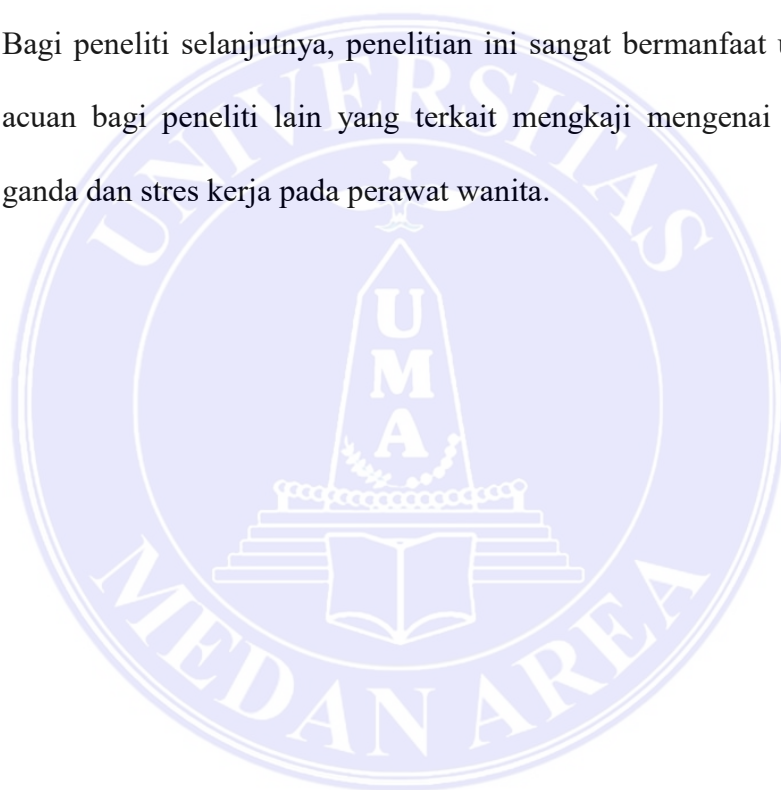 Bagi peneliti selanjutnya, penelitian ini sangat bermanfaat
acuan bagi peneliti lain yang terkait mengkaji mengenai
ganda dan stres kerja pada perawat wanita.
UNIVERSITAS
UMA
MEDAN AREA